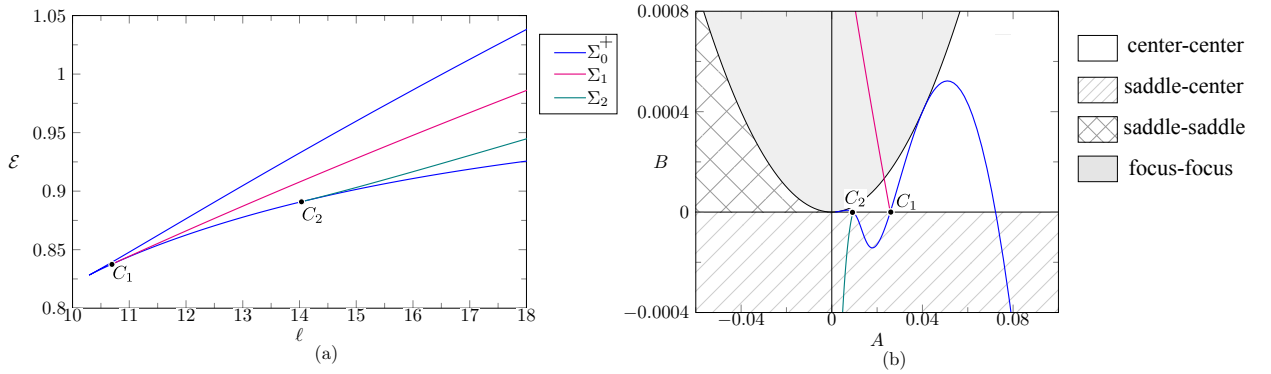 1.05
1
0.95
0.9
0.85
0.8
ℰ
10 11 12 13 14 15 16 17 18
ℓ
(a)
C₁
C₂
Σ₀⁺
Σ₁
Σ₂
0.0008
0.0004
0
−0.0004
B
−0.04 0 0.04 0.08
A
(b)
C₂
C₁
center-center
saddle-center
saddle-saddle
focus-focus